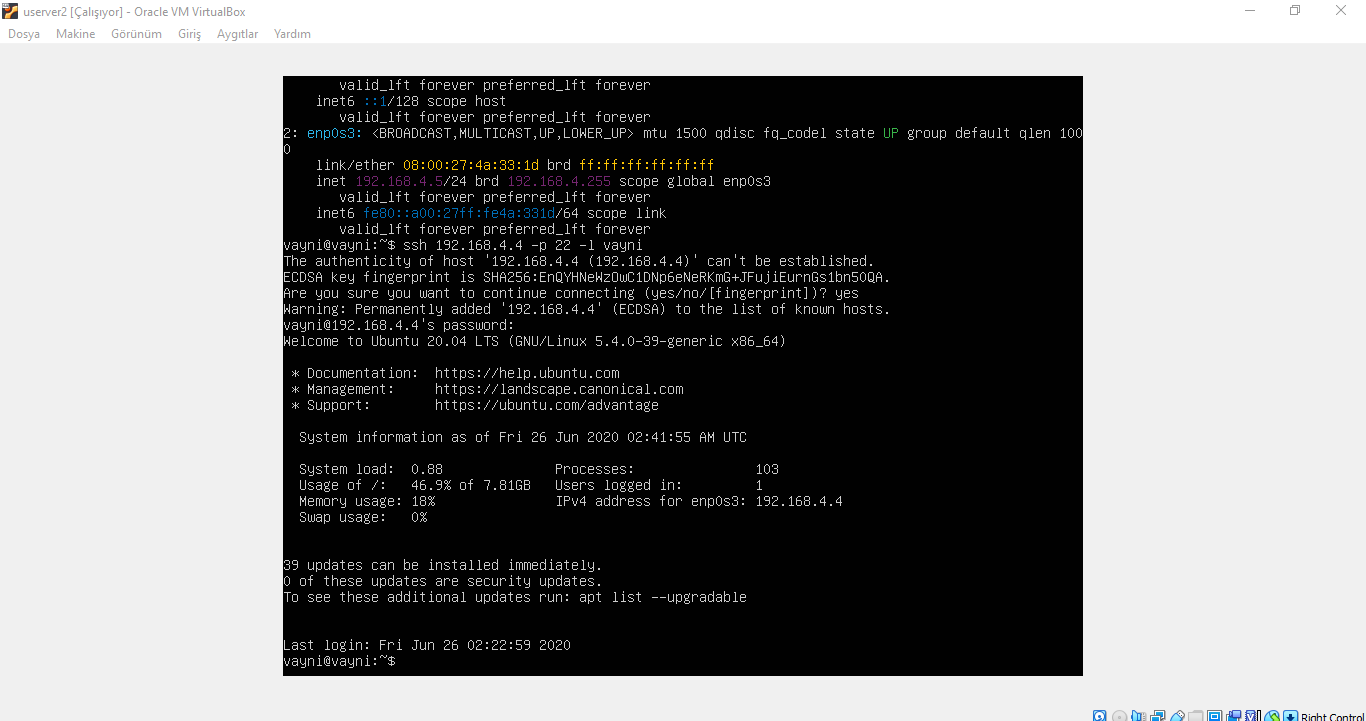 userver2 [Çalışıyor] - Oracle VM VirtualBox
Dosya Makine Görünüm Giriş Aygıtlar Yardım
valid_lft forever preferred_lft forever
inet6 ::1/128 scope host
valid_lft forever preferred_lft forever
2: enp0s3: <BROADCAST,MULTICAST,UP,LOWER_UP> mtu 1500 qdisc fq_codel state UP group default qlen 100
0
link/ether 08:00:27:4a:33:1d brd ff:ff:ff:ff:ff:ff
inet 192.168.4.5/24 brd 192.168.4.255 scope global enp0s3
valid_lft forever preferred_lft forever
inet6 fe80::a00:27ff:fe4a:331d/64 scope link
valid_lft forever preferred_lft forever
vayni@vayni:~$ ssh 192.168.4.4 -p 22 -l vayni
The authenticity of host '192.168.4.4 (192.168.4.4)' can't be established.
ECDSA key fingerprint is SHA256:EnQYHNeWzOwC1DNp6eNeRKmG+JFujiEurnGs1bn50QA.
Are you sure you want to continue connecting (yes/no/[fingerprint])? yes
Warning: Permanently added '192.168.4.4' (ECDSA) to the list of known hosts.
vayni@192.168.4.4's password:
Welcome to Ubuntu 20.04 LTS (GNU/Linux 5.4.0-39-generic x86_64)
* Documentation: https://help.ubuntu.com
* Management: https://landscape.canonical.com
* Support: https://ubuntu.com/advantage
System information as of Fri 26 Jun 2020 02:41:55 AM UTC
System load: 0.88 Processes: 103
Usage of /: 46.9% of 7.81GB Users logged in: 1
Memory usage: 18% IPv4 address for enp0s3: 192.168.4.4
Swap usage: 0%
39 updates can be installed immediately.
0 of these updates are security updates.
To see these additional updates run: apt list --upgradable
Last login: Fri Jun 26 02:22:59 2020
vayni@vayni:~$
Right Control